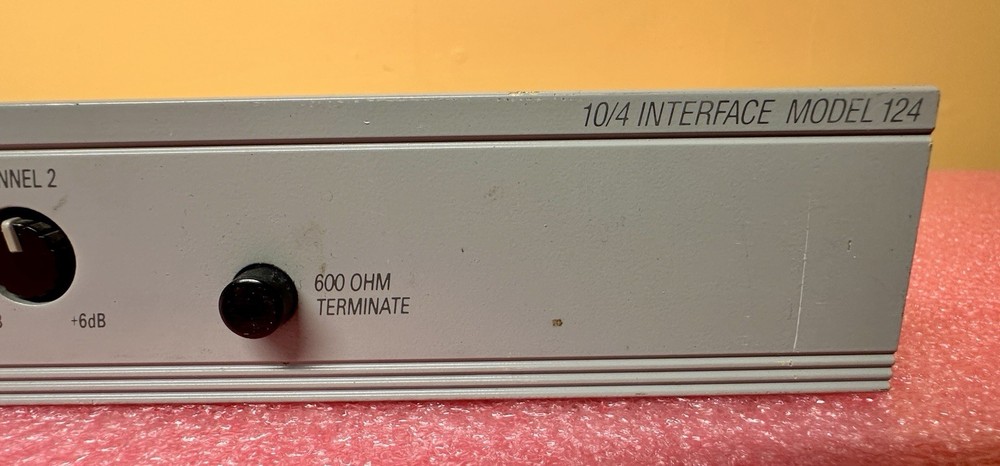 10/4 INTERFACE MODEL 124
NNEL 2
600 OHM
TERMINATE
+6dB